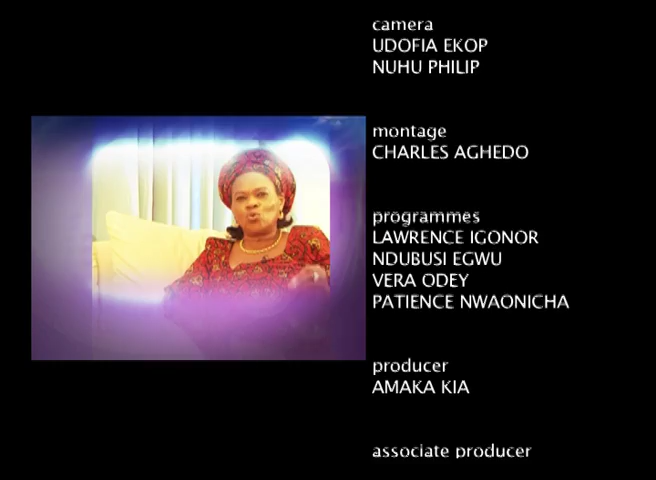 camera
UDOFIA EKOP
NUHU PHILIP
montage
CHARLES AGHEDO
programmes
LAWRENCE IGONOR
NDUBUSI EGWU
VERA ODEY
PATIENCE NWAONICHA
producer
AMAKA KIA
associate producer